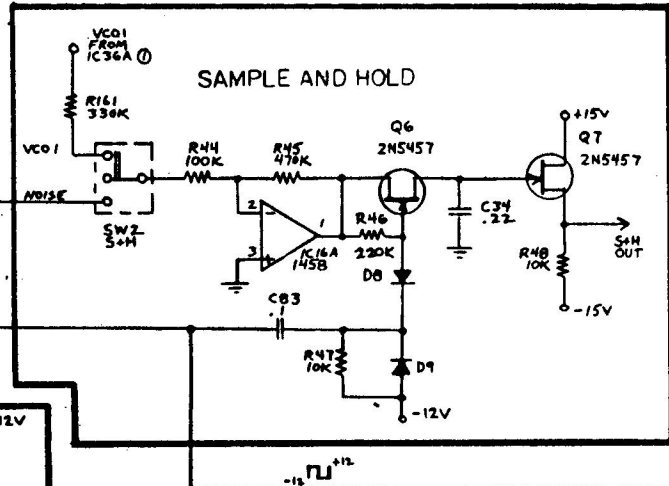 VCO1
FROM
IC36A ①
SAMPLE AND HOLD
R161
330K
+15V
Q6
2N5457
Q7
2N5457
VCO1
R44
100K
R45
470K
NOISE
2
-
1
R46
220K
C34
.22
S+H
OUT
SW2
S+H
3
+
IC16A
1458
R48
10K
D8
C83
.1
-15V
R47
10K
D9
-12V
12V
-12
+12